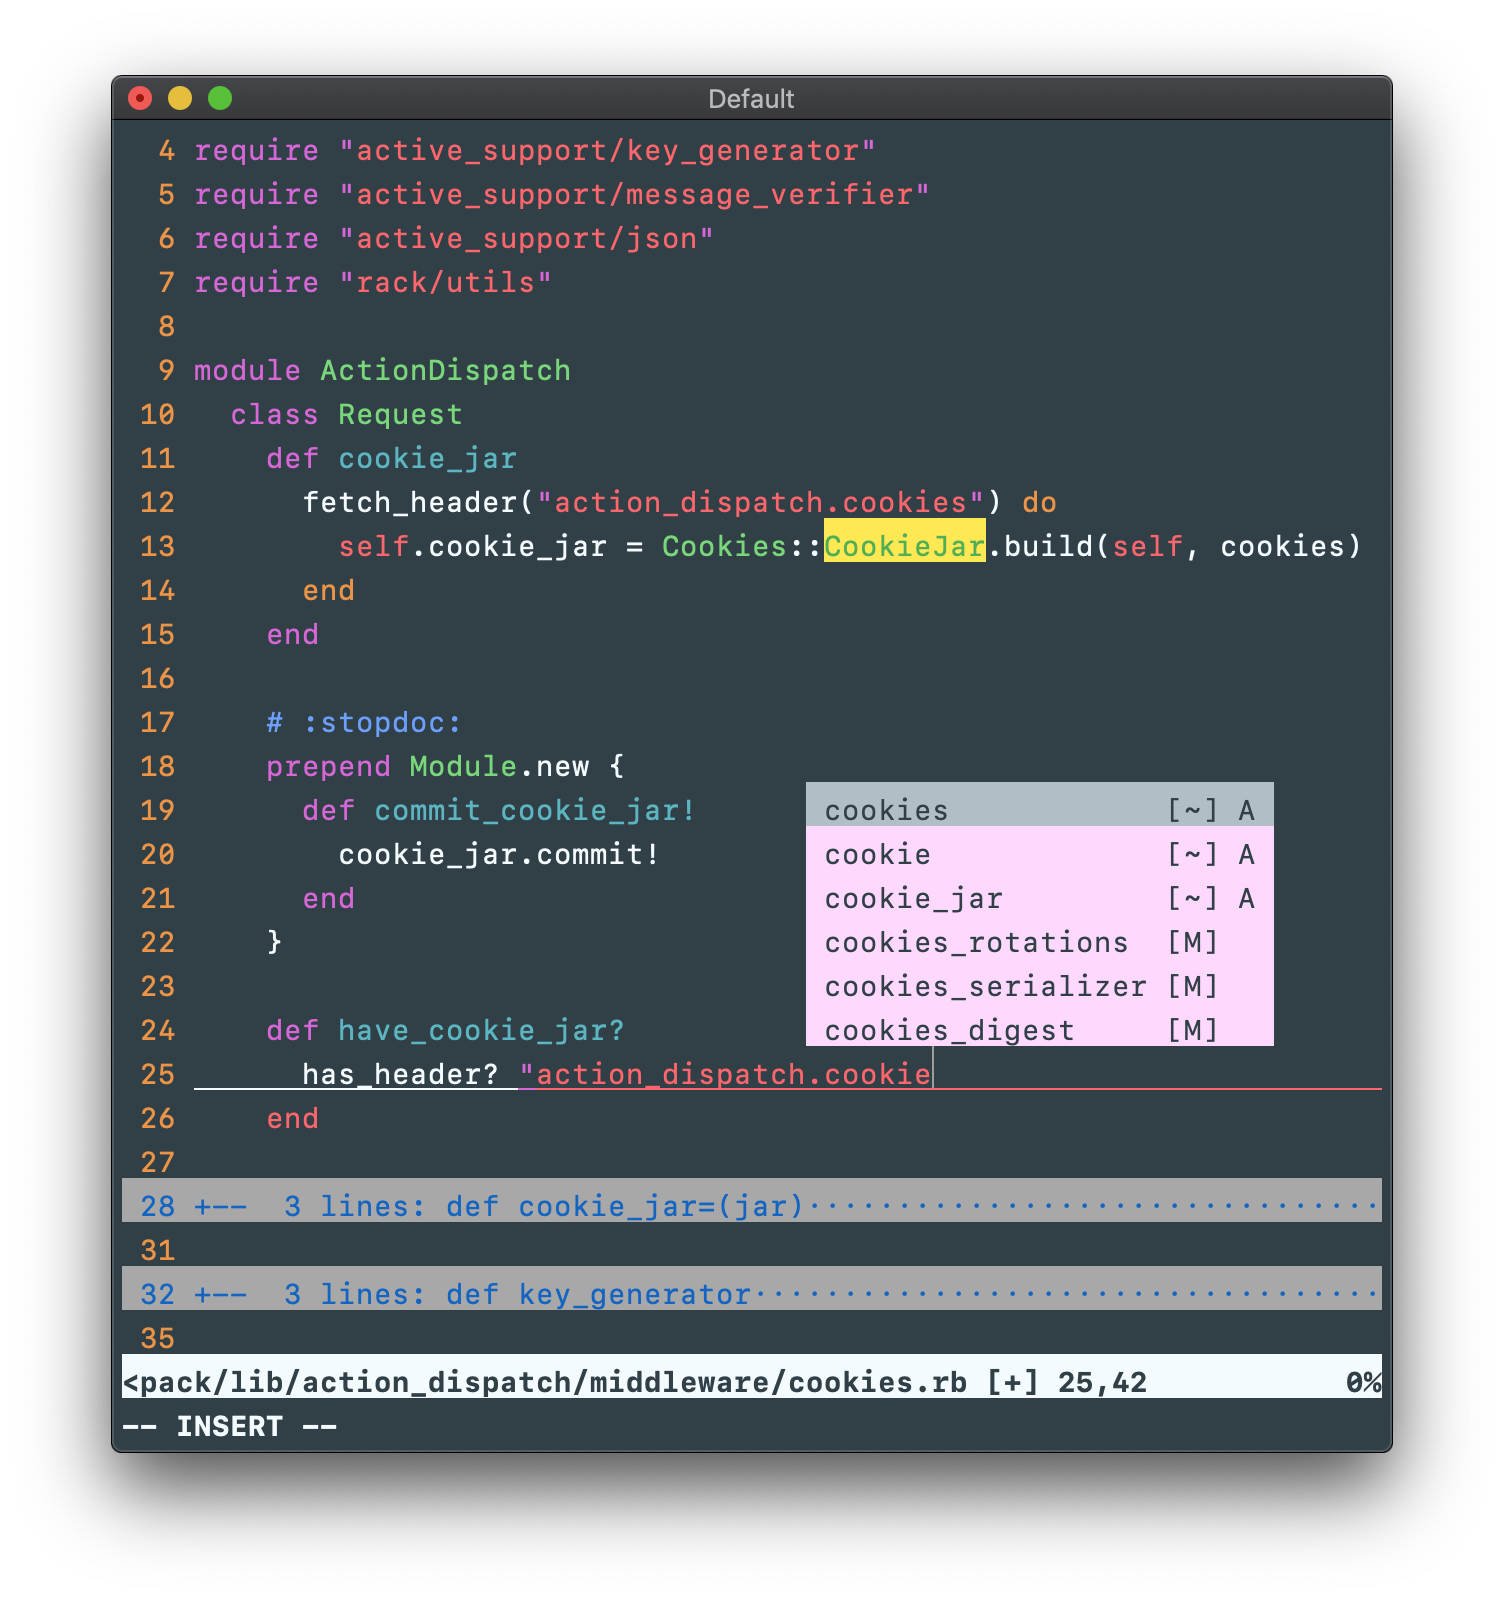 Default
4 require "active_support/key_generator"
5 require "active_support/message_verifier"
6 require "active_support/json"
7 require "rack/utils"
8
9 module ActionDispatch
10   class Request
11     def cookie_jar
12       fetch_header("action_dispatch.cookies") do
13         self.cookie_jar = Cookies::CookieJar.build(self, cookies)
14       end
15     end
16
17     # :stopdoc:
18     prepend Module.new {
19       def commit_cookie_jar!
20         cookie_jar.commit!
21       end
22     }
23
24     def have_cookie_jar?
25       has_header? "action_dispatch.cookie
26     end
27
28 +--  3 lines: def cookie_jar=(jar)································
31
32 +--  3 lines: def key_generator···································
35
cookies            [~] A
cookie             [~] A
cookie_jar         [~] A
cookies_rotations  [M]
cookies_serializer [M]
cookies_digest     [M]
<pack/lib/action_dispatch/middleware/cookies.rb [+] 25,42           0%
-- INSERT --